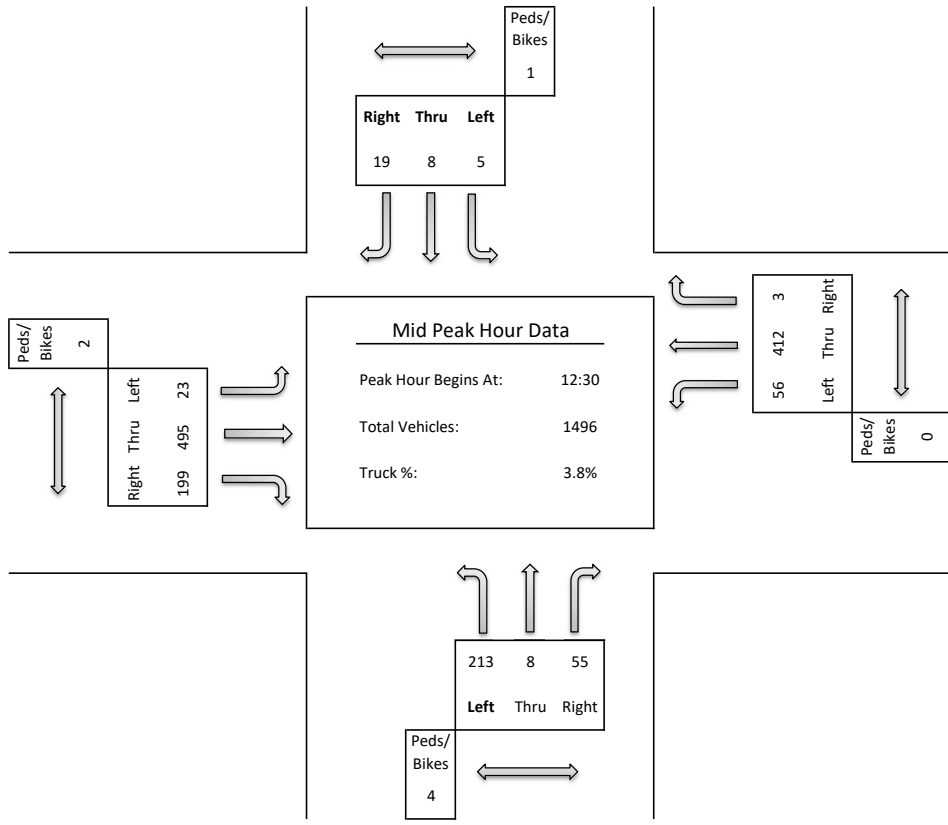 Peds/
Bikes
1
Right Thru Left
19 8 5
3 Right
412 Thru
56 Left
Peds/
Bikes
0
Peds/
Bikes
2
Left 23
Thru 495
Right 199
Mid Peak Hour Data
Peak Hour Begins At: 12:30
Total Vehicles: 1496
Truck %: 3.8%
213 8 55
Left Thru Right
Peds/
Bikes
4